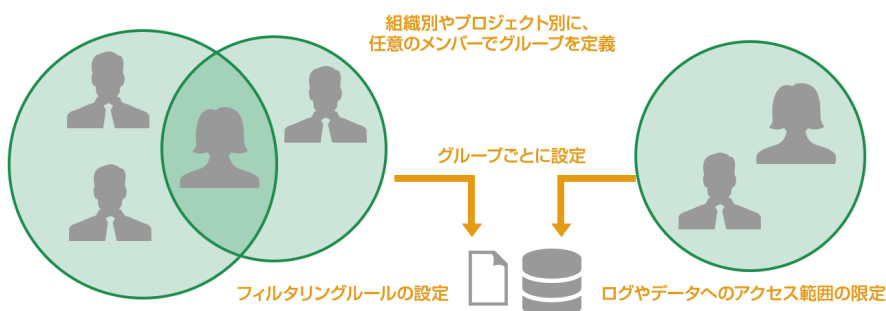 組織別やプロジェクト別に、
任意のメンバーでグループを定義
グループごとに設定
フィルタリングルールの設定
ログやデータへのアクセス範囲の限定